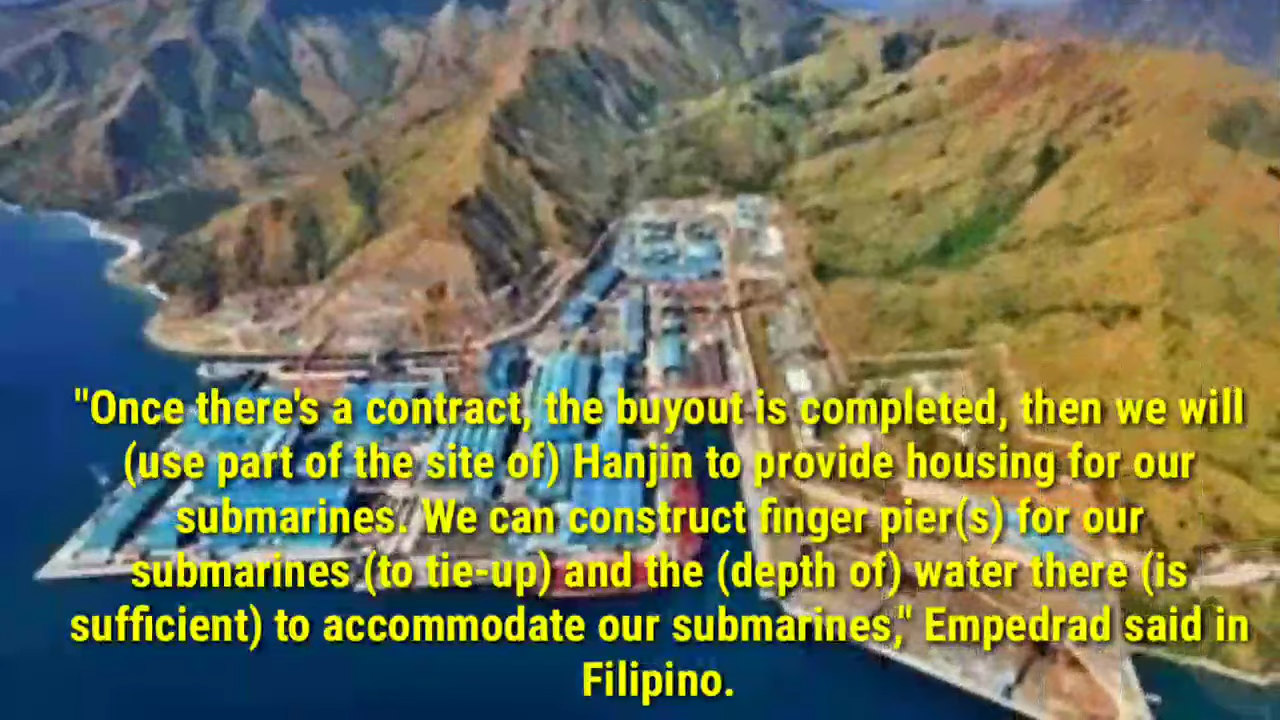 "Once there's a contract, the buyout is completed, then we will
(use part of the site of) Hanjin to provide housing for our
submarines. We can construct finger pier(s) for our
submarines (to tie-up) and the (depth of) water there (is
sufficient) to accommodate our submarines," Empedrad said in
Filipino.